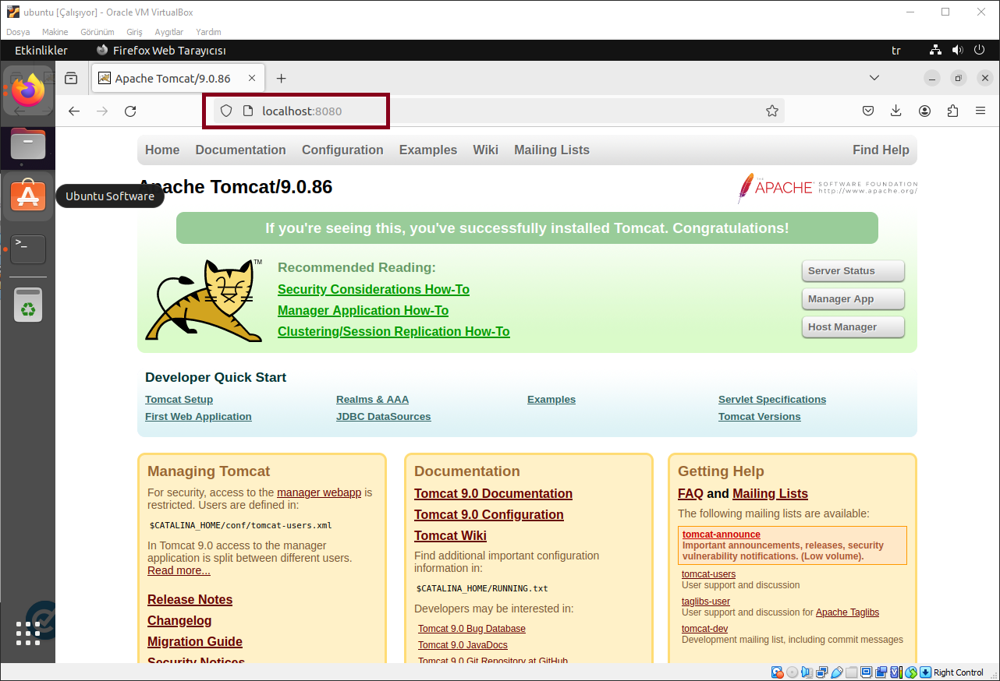 ubuntu [Çalışıyor] - Oracle VM VirtualBox
Dosya Makine Görünüm Giriş Aygıtlar Yardım
Etkinlikler Firefox Web Tarayıcısı tr
Apache Tomcat/9.0.86
localhost:8080
Home Documentation Configuration Examples Wiki Mailing Lists Find Help
Ubuntu Software
Apache Tomcat/9.0.86
THE APACHE SOFTWARE FOUNDATION
http://www.apache.org/
If you're seeing this, you've successfully installed Tomcat. Congratulations!
TM
Recommended Reading:
Security Considerations How-To
Manager Application How-To
Clustering/Session Replication How-To
Server Status
Manager App
Host Manager
Developer Quick Start
Tomcat Setup
First Web Application
Realms & AAA
JDBC DataSources
Examples
Servlet Specifications
Tomcat Versions
Managing Tomcat
For security, access to the manager webapp is
restricted. Users are defined in:
$CATALINA_HOME/conf/tomcat-users.xml
In Tomcat 9.0 access to the manager
application is split between different users.
Read more...
Release Notes
Changelog
Migration Guide
Security Notices
Documentation
Tomcat 9.0 Documentation
Tomcat 9.0 Configuration
Tomcat Wiki
Find additional important configuration
information in:
$CATALINA_HOME/RUNNING.txt
Developers may be interested in:
Tomcat 9.0 Bug Database
Tomcat 9.0 JavaDocs
Tomcat 9.0 Git Repository at GitHub
Getting Help
FAQ and Mailing Lists
The following mailing lists are available:
tomcat-announce
Important announcements, releases, security
vulnerability notifications. (Low volume).
tomcat-users
User support and discussion
taglibs-user
User support and discussion for Apache Taglibs
tomcat-dev
Development mailing list, including commit messages
Right Control